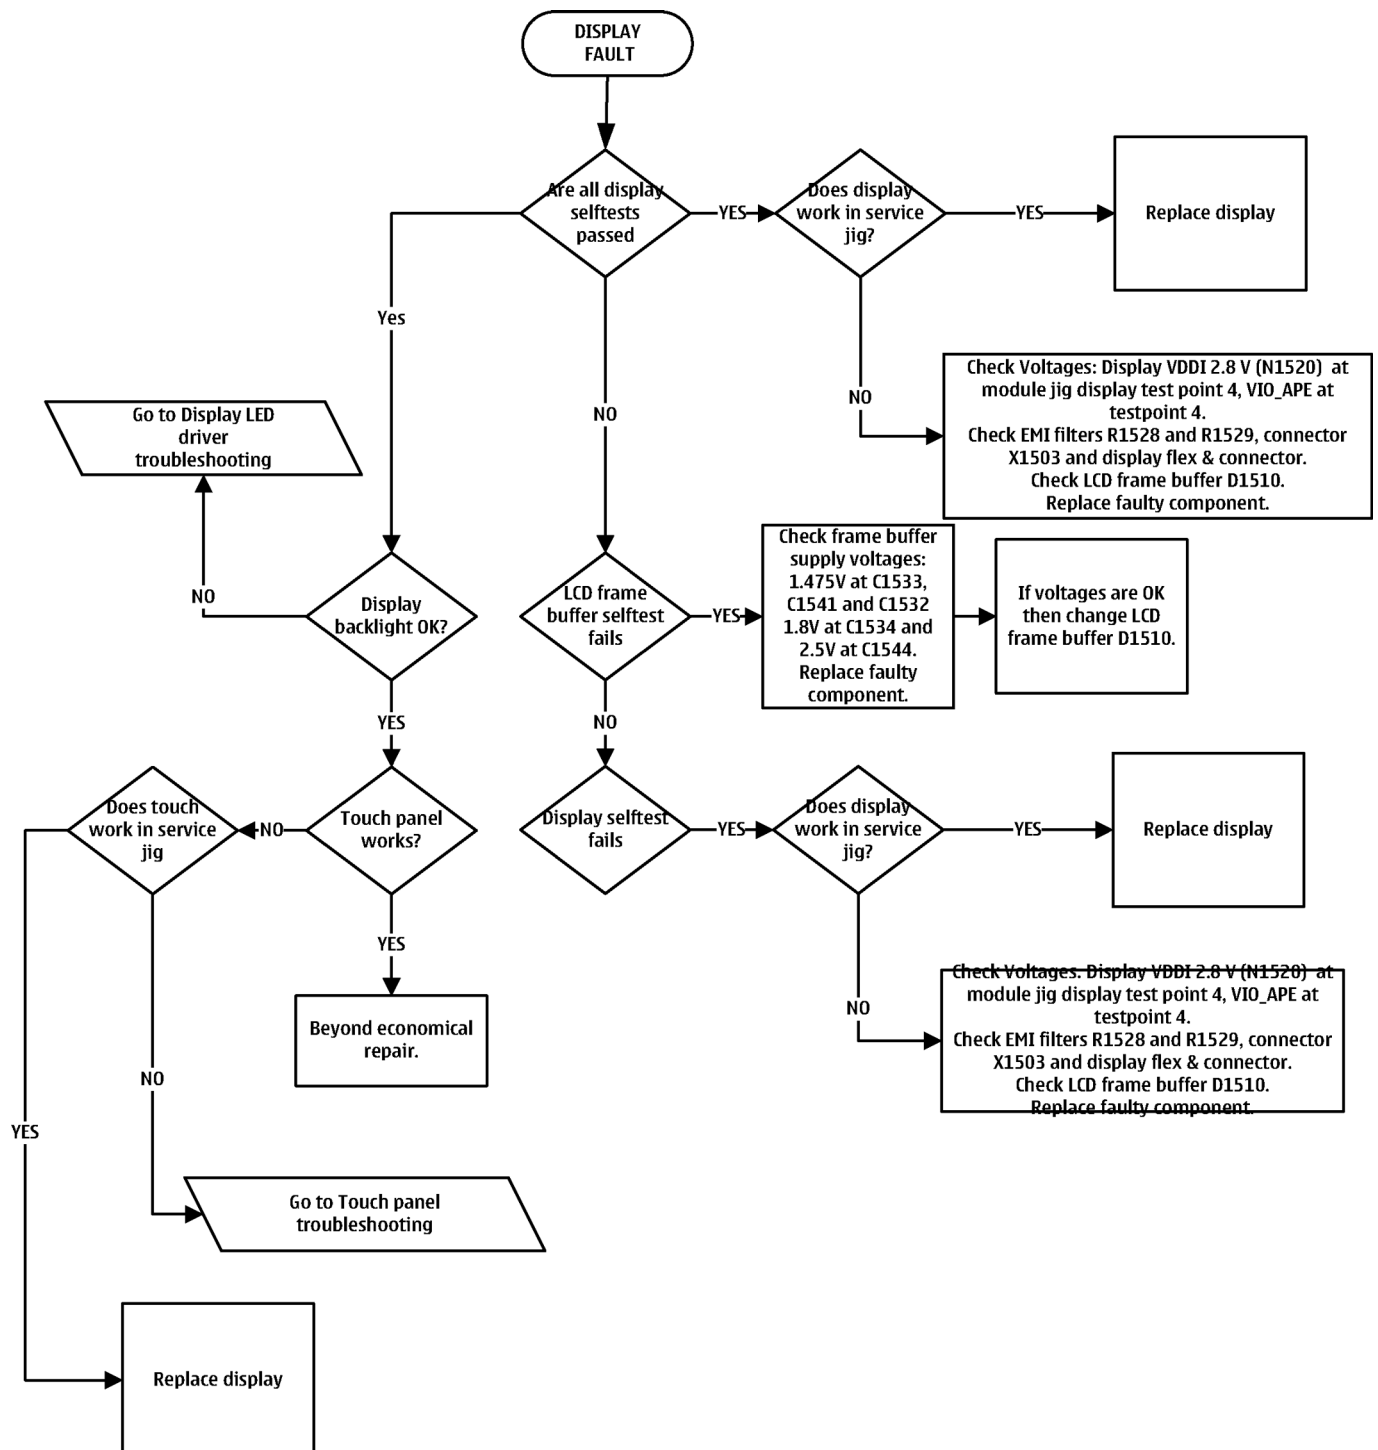 DISPLAY
FAULT
Are all display
selftests
passed
YES
Does display
work in service
jig?
YES
Replace display
Yes
NO
NO
Check Voltages: Display VDDI 2.8 V (N1520) at
module jig display test point 4, VIO_APE at
testpoint 4.
Check EMI filters R1528 and R1529, connector
X1503 and display flex & connector.
Check LCD frame buffer D1510.
Replace faulty component.
Go to Display LED
driver
troubleshooting
NO
Display
backlight OK?
LCD frame
buffer selftest
fails
YES
Check frame buffer
supply voltages:
1.475V at C1533,
C1541 and C1532
1.8V at C1534 and
2.5V at C1544.
Replace faulty
component.
If voltages are OK
then change LCD
frame buffer D1510.
YES
NO
Does touch
work in service
jig
NO
Touch panel
works?
Display selftest
fails
YES
Does display
work in service
jig?
YES
Replace display
YES
NO
Beyond economical
repair.
Check Voltages: Display VDDI 2.8 V (N1520) at
module jig display test point 4, VIO_APE at
testpoint 4.
Check EMI filters R1528 and R1529, connector
X1503 and display flex & connector.
Check LCD frame buffer D1510.
Replace faulty component.
NO
YES
Go to Touch panel
troubleshooting
Replace display